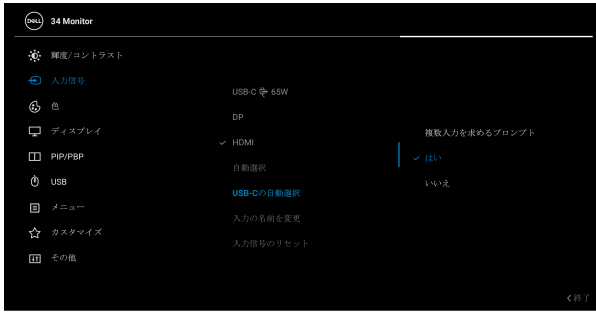 DELL 34 Monitor
輝度/コントラスト
入力信号
色
ディスプレイ
PIP/PBP
USB
メニュー
カスタマイズ
その他
USB-C 65W
DP
HDMI
自動選択
USB-Cの自動選択
入力の名前を変更
入力信号のリセット
複数入力を求めるプロンプト
はい
いいえ
終了